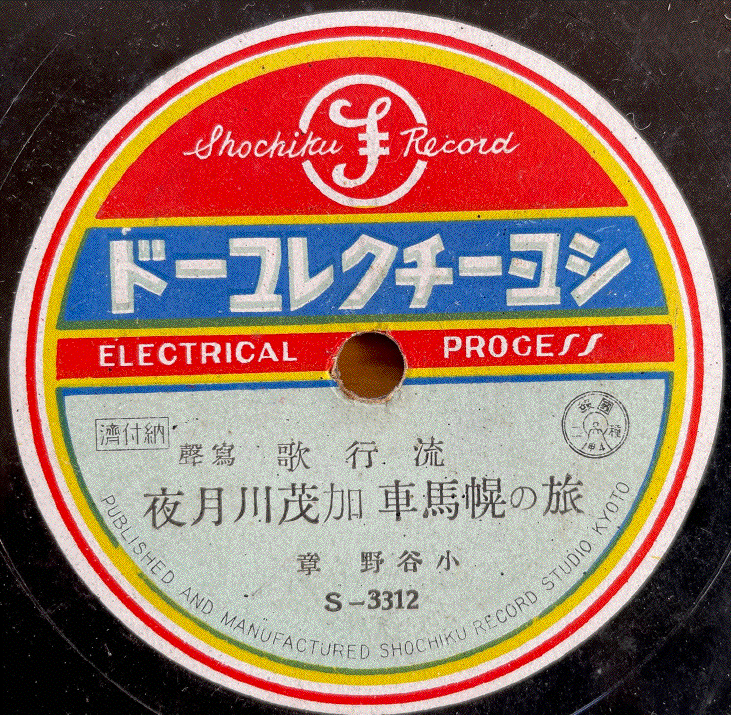 Shochiku Record
シヨーチクレコード
ELECTRICAL PROCESS
納付濟
流行歌 寫聲
旅の幌馬車 加茂川月夜
小谷野 章
S-3312
PUBLISHED AND MANUFACTURED SHOCHIKU RECORD STUDIO KYOTO